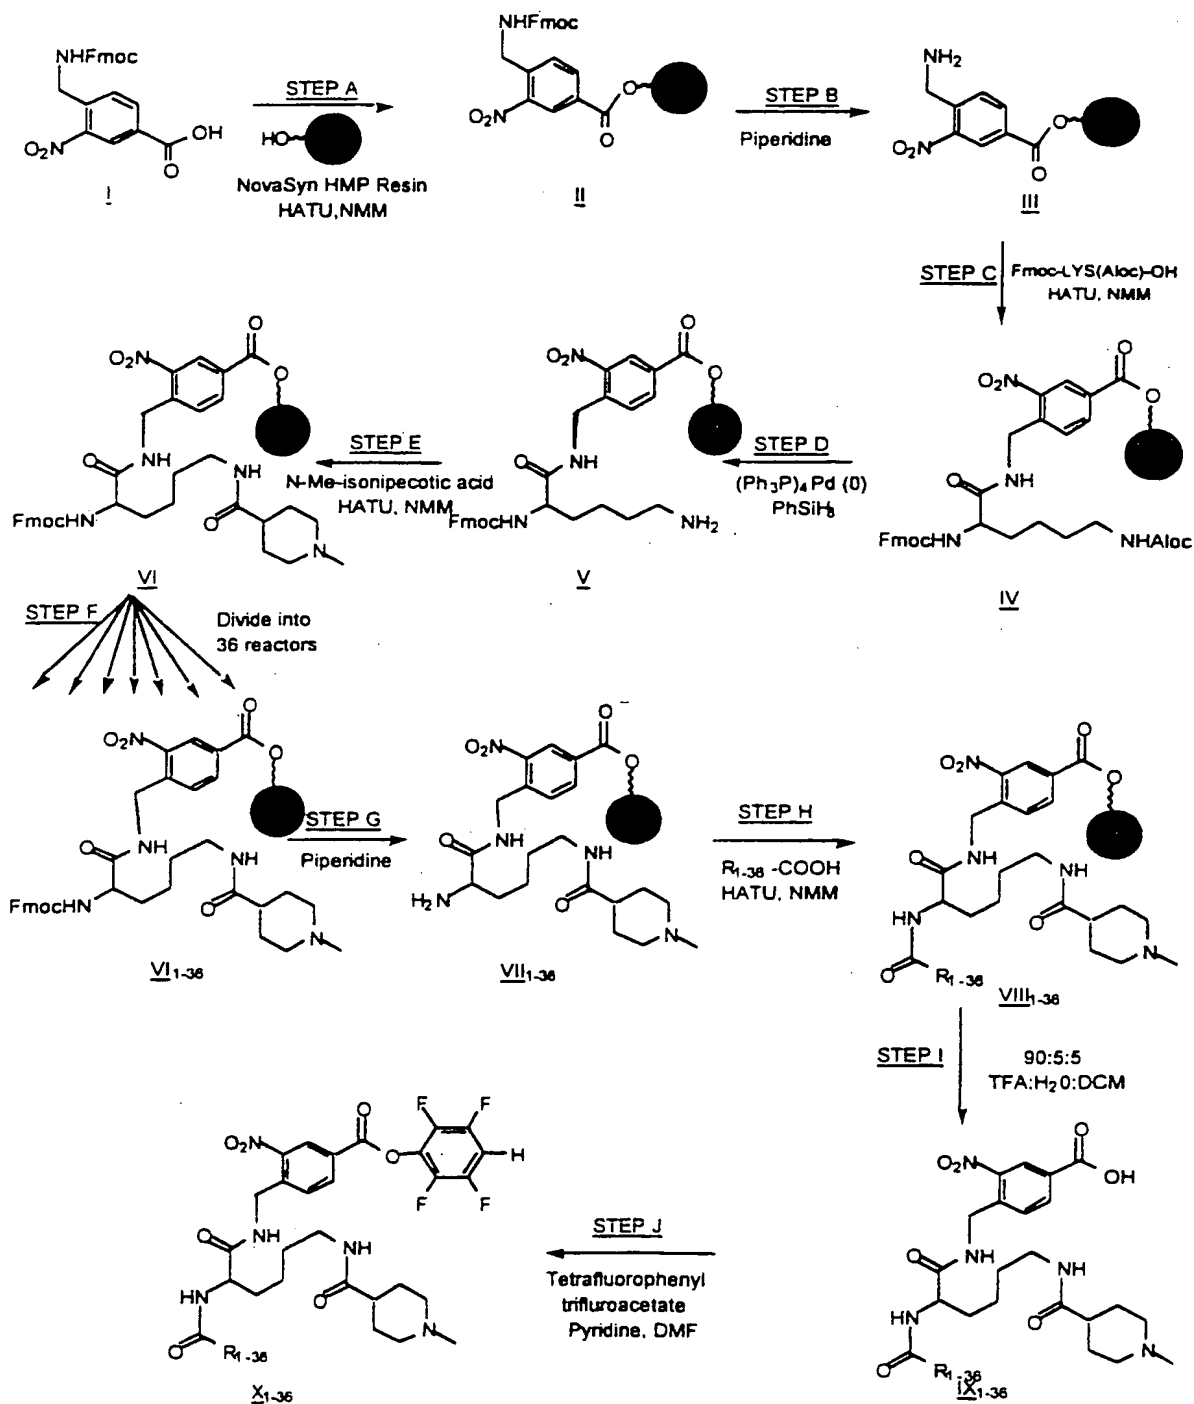 NHFmoc
O₂N
OH
O
I
STEP A
HO
NovaSyn HMP Resin
HATU,NMM
NHFmoc
O₂N
O
O
II
STEP B
Piperidine
NH₂
O₂N
O
O
III
STEP C
Fmoc-LYS(Aloc)-OH
HATU, NMM
O
O₂N
O
O
NH
FmocHN
NHAloc
IV
STEP D
(Ph₃P)₄ Pd (0)
PhSiH₃
O
O₂N
O
O
NH
FmocHN
NH₂
V
STEP E
N-Me-isonipecotic acid
HATU, NMM
O
O₂N
O
O
NH
NH
FmocHN
O
N
VI
STEP F
Divide into
36 reactors
O
O₂N
O
O
NH
NH
FmocHN
O
N
VI₁₋₃₆
STEP G
Piperidine
O
O₂N
O
O
NH
NH
H₂N
O
N
VII₁₋₃₆
STEP H
R₁₋₃₆ -COOH
HATU, NMM
O
O₂N
O
O
NH
NH
HN
O
N
O
R₁₋₃₆
VIII₁₋₃₆
STEP I
90:5:5
TFA:H₂0:DCM
O
O₂N
OH
O
NH
NH
HN
O
N
O
R₁₋₃₆
IX₁₋₃₆
STEP J
Tetrafluorophenyl
trifluroacetate
Pyridine, DMF
O
F
F
O₂N
O
H
F
F
O
NH
NH
HN
O
N
O
R₁₋₃₆
X₁₋₃₆